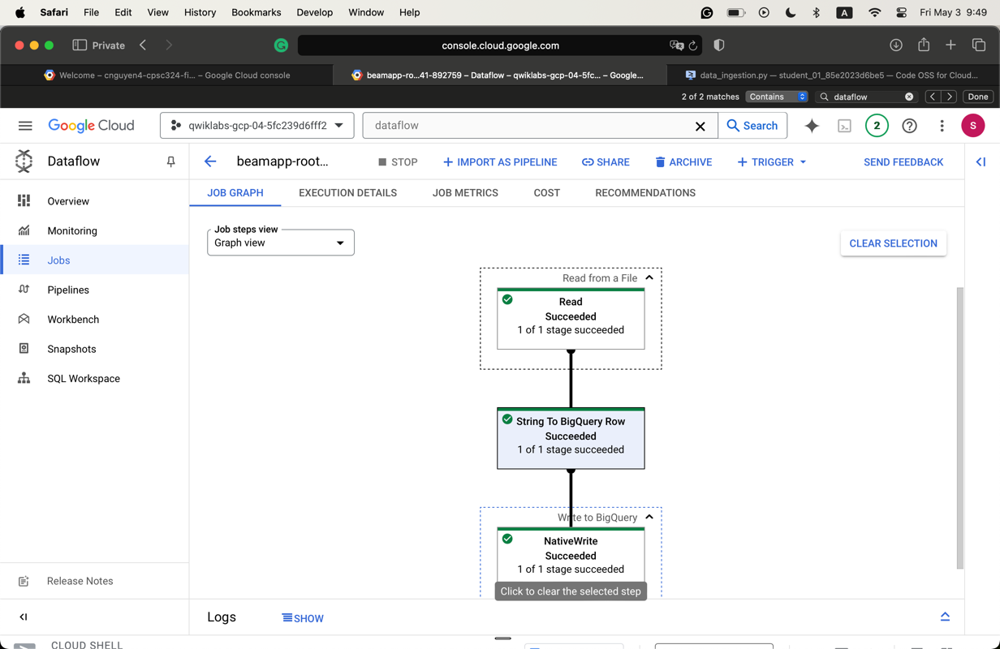 Safari File Edit View History Bookmarks Develop Window Help A Fri May 3 9:49
Private console.cloud.google.com
Welcome – cnguyen4-cpsc324-fi... – Google Cloud console beamapp-ro...41-892759 – Dataflow – qwiklabs-gcp-04-5fc... – Google... data_ingestion.py — student_01_85e2023d6be5 — Code OSS for Cloud...
2 of 2 matches Contains dataflow Done
Google Cloud qwiklabs-gcp-04-5fc239d6fff2 dataflow Search 2 S
Dataflow
beamapp-root... STOP IMPORT AS PIPELINE SHARE ARCHIVE TRIGGER SEND FEEDBACK
JOB GRAPH EXECUTION DETAILS JOB METRICS COST RECOMMENDATIONS
Overview
Monitoring
Jobs
Pipelines
Workbench
Snapshots
SQL Workspace
Release Notes
Job steps view
Graph view
CLEAR SELECTION
Read from a File
Read
Succeeded
1 of 1 stage succeeded
String To BigQuery Row
Succeeded
1 of 1 stage succeeded
Write to BigQuery
NativeWrite
Succeeded
1 of 1 stage succeeded
Click to clear the selected step
Logs SHOW
CLOUD SHELL